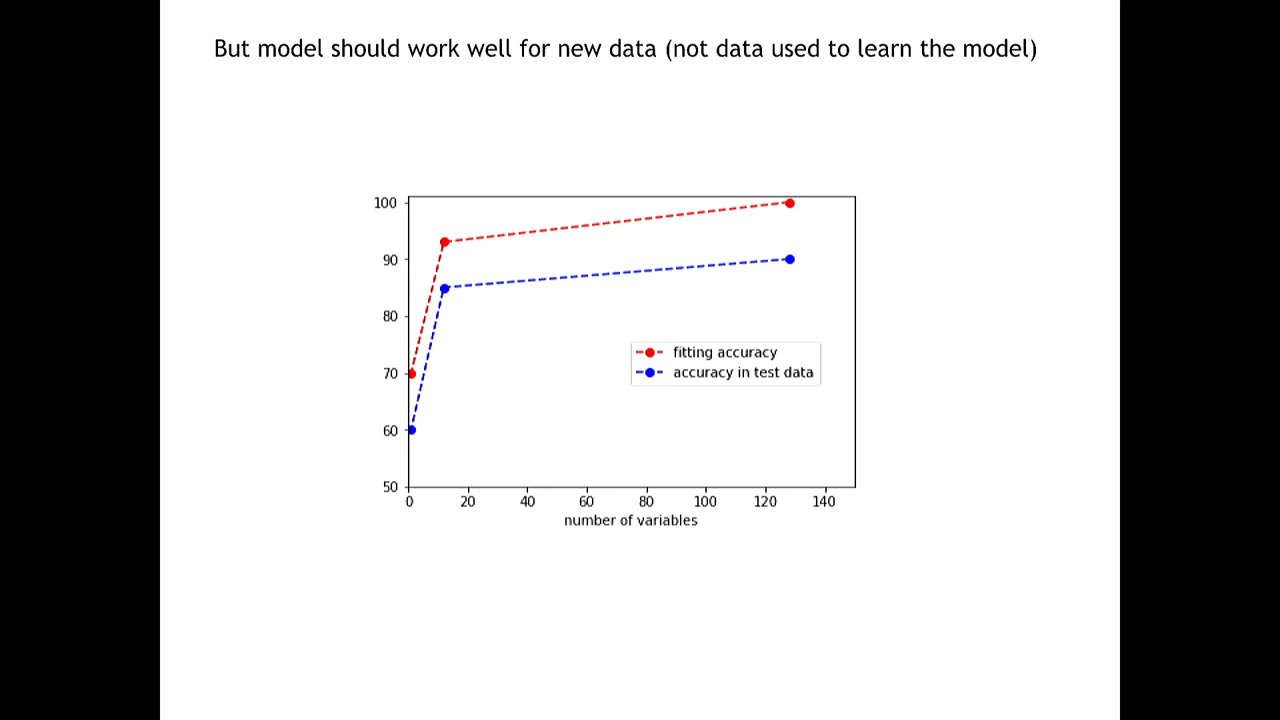 But model should work well for new data (not data used to learn the model)
100
90
80
70
60
50
fitting accuracy
accuracy in test data
0 20 40 60 80 100 120 140
number of variables